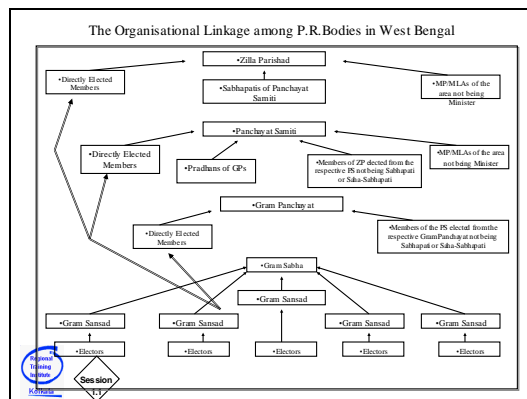 The Organisational Linkage among P.R.Bodies in West Bengal
•Zilla Parishad
•Directly Elected
Members
•Sabhapatis of Panchayat
Samiti
•MP/MLAs of the
area not being
Minister
•Panchayat Samiti
•Directly Elected
Members
•Pradhans of GPs
•Members of ZP elected from the
respective PS not being Sabhapati
or Saha-Sabhapati
•MP/MLAs of the area
not being Minister
•Gram Panchayat
•Directly Elected
Members
•Members of the PS elected from the
respective GramPanchayat not being
Sabhapati or Saha-Sabhapati
•Gram Sabha
•Gram Sansad
•Gram Sansad
•Gram Sansad
•Gram Sansad
•Gram Sansad
•Electors
•Electors
•Electors
•Electors
•Electors
Regional
Training
Institute
Kolkata
Session
1.1